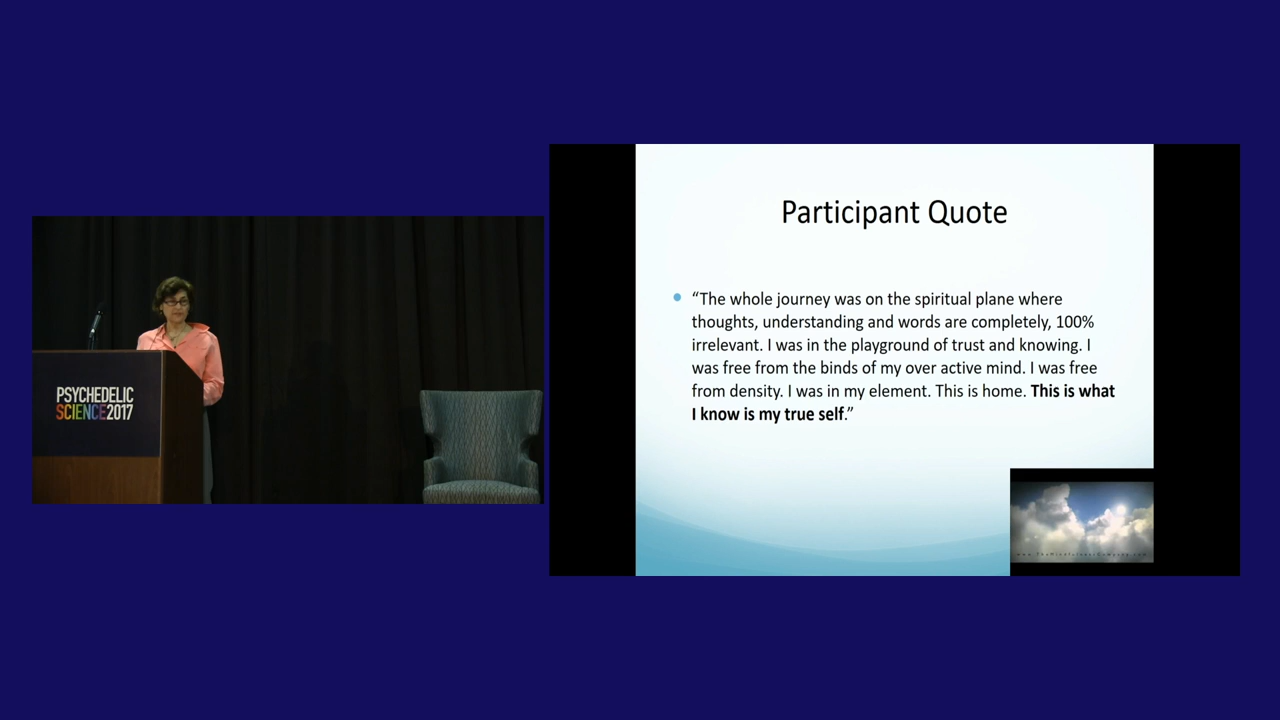 PSYCHEDELIC
SCIENCE2017
Participant Quote
“The whole journey was on the spiritual plane where
thoughts, understanding and words are completely, 100%
irrelevant. I was in the playground of trust and knowing. I
was free from the binds of my over active mind. I was free
from density. I was in my element. This is home. This is what
I know is my true self.”